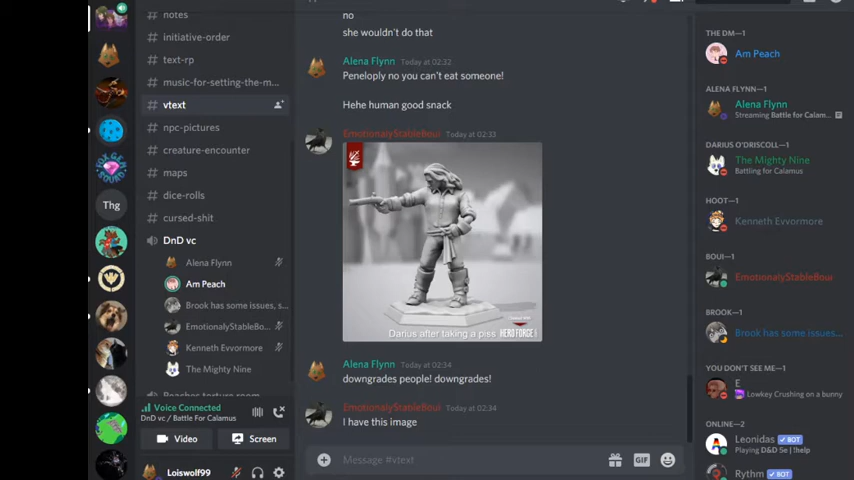 notes
initiative-order
text-rp
music-for-setting-the-m...
vtext
npc-pictures
creature-encounter
maps
dice-rolls
cursed-shit
DnD vc
Alena Flynn
Am Peach
Brook has some issues, s...
EmotionalyStableBo...
Kenneth Evvormore
The Mighty Nine
Peaches torture room
Voice Connected
DnD vc / Battle For Calamus
Video
Screen
Loiswolf99
Thg
no
she wouldn't do that
Alena Flynn Today at 02:32
Peneloply no you can't eat someone!
Hehe human good snack
EmotionalyStableBoui Today at 02:33
Darius after taking a piss HEROFORGE
Alena Flynn Today at 02:34
downgrades people! downgrades!
EmotionalyStableBoui Today at 02:34
I have this image
Message #vtext
GIF
THE DM—1
Am Peach
ALENA FLYNN—1
Alena Flynn
Streaming Battle for Calam...
DARIUS O'DRISCOLL—1
The Mighty Nine
Battling for Calamus
HOOT—1
Kenneth Evvormore
BOUI—1
EmotionalyStableBoui
BROOK—1
Brook has some issues...
YOU DON'T SEE ME—1
E
Lowkey Crushing on a bunny
ONLINE—2
Leonidas BOT
Playing D&D 5e | !help
Rythm BOT